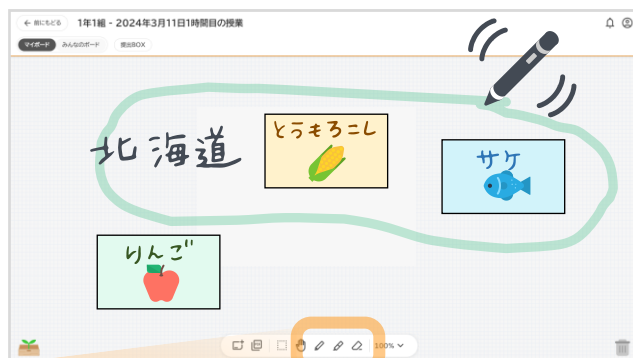 ← 前にもどる 1年1組 - 2024年3月11日1時間目の授業
マイボード みんなのボード 提出BOX
北海道
とうもろこし
サケ
りんご
100%